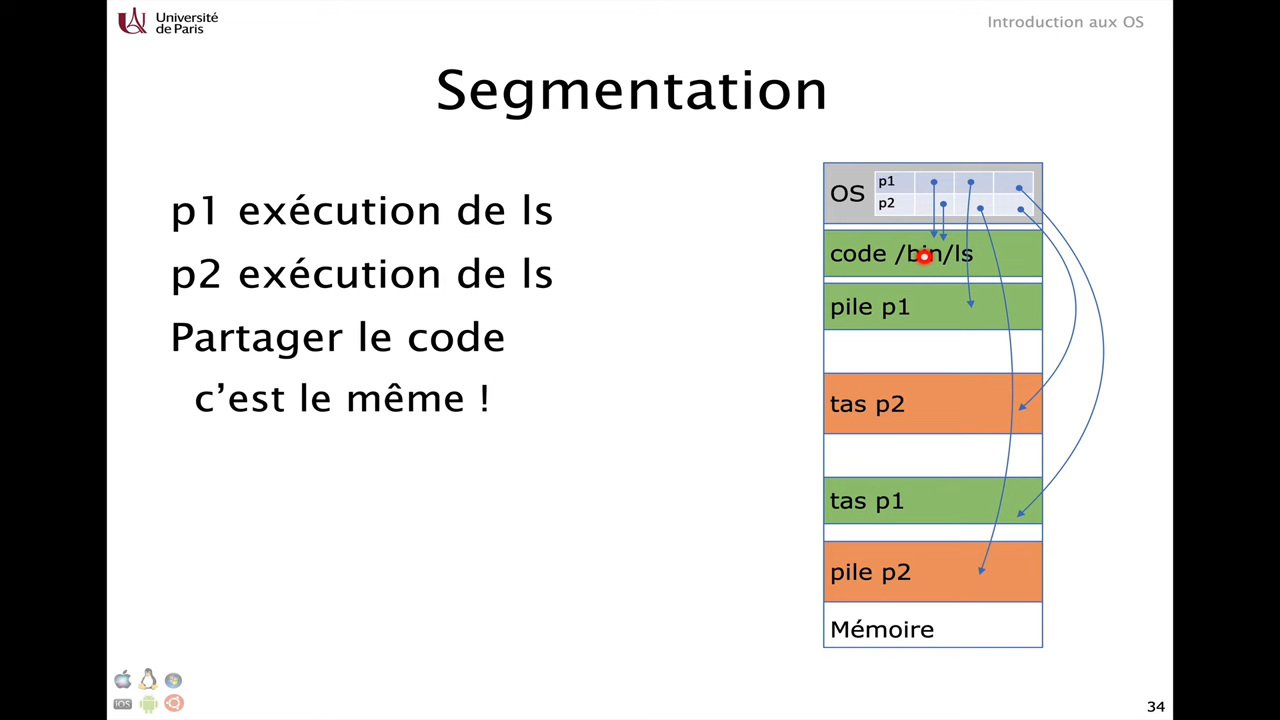 Université
de Paris
Introduction aux OS
Segmentation
p1 exécution de ls
p2 exécution de ls
Partager le code
c’est le même !
OS
p1
p2
code /bin/ls
pile p1
tas p2
tas p1
pile p2
Mémoire
iOS
34